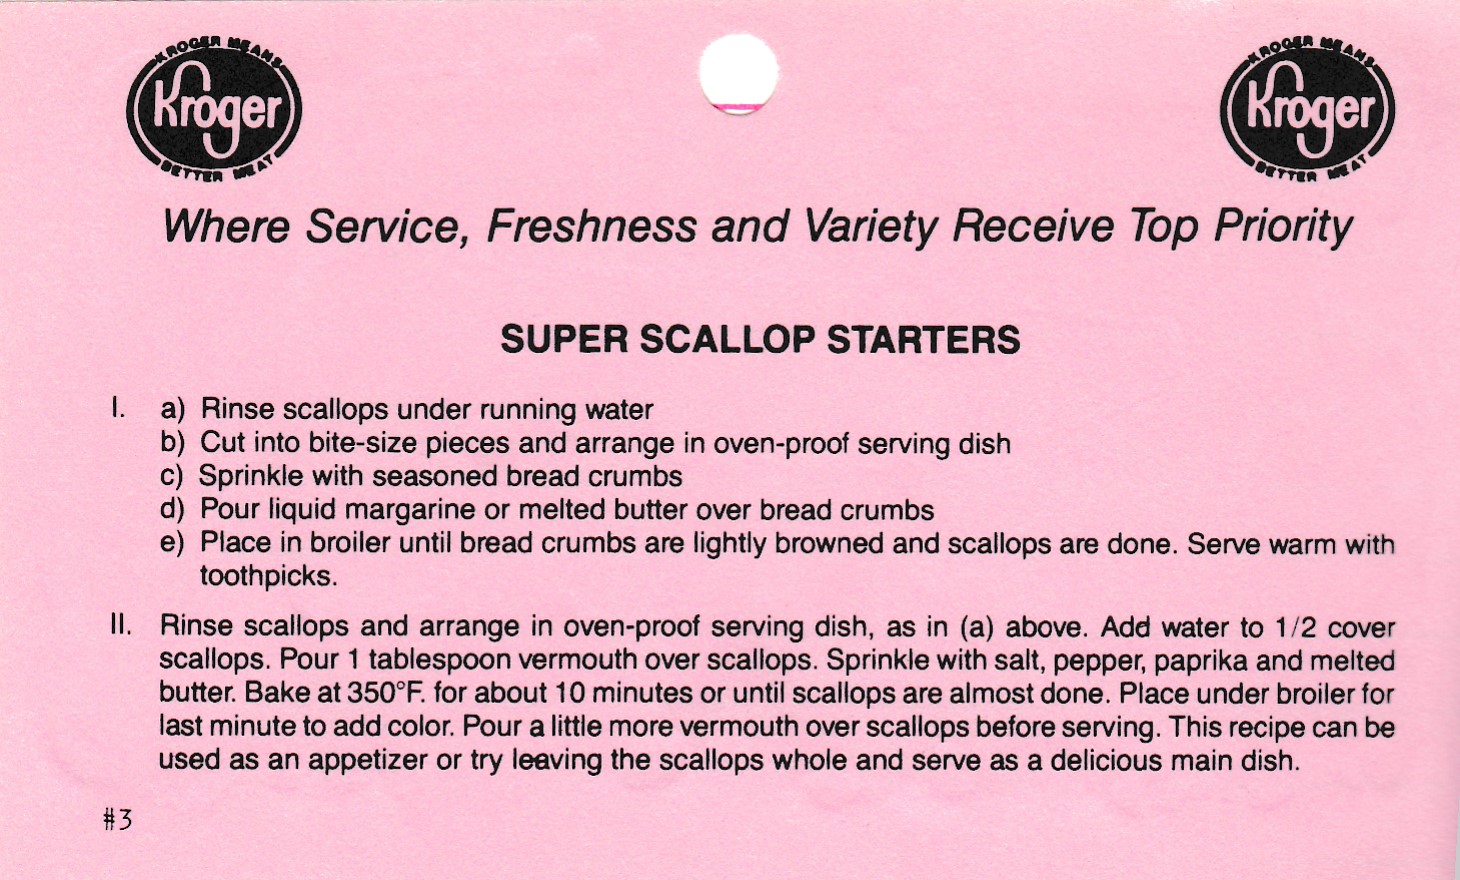 KROGER MEANS
Kroger
BETTER MEAT
KROGER MEANS
Kroger
BETTER MEAT
Where Service, Freshness and Variety Receive Top Priority
SUPER SCALLOP STARTERS
I. a) Rinse scallops under running water
b) Cut into bite-size pieces and arrange in oven-proof serving dish
c) Sprinkle with seasoned bread crumbs
d) Pour liquid margarine or melted butter over bread crumbs
e) Place in broiler until bread crumbs are lightly browned and scallops are done. Serve warm with
toothpicks.
II. Rinse scallops and arrange in oven-proof serving dish, as in (a) above. Add water to 1/2 cover
scallops. Pour 1 tablespoon vermouth over scallops. Sprinkle with salt, pepper, paprika and melted
butter. Bake at 350°F. for about 10 minutes or until scallops are almost done. Place under broiler for
last minute to add color. Pour a little more vermouth over scallops before serving. This recipe can be
used as an appetizer or try leaving the scallops whole and serve as a delicious main dish.
#3